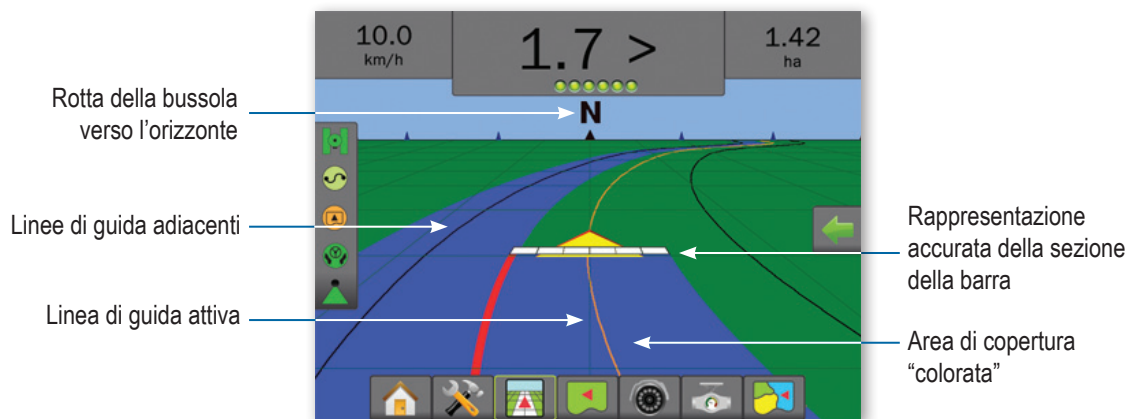 10.0
km/h
1.7 >
1.42
ha
N
Rotta della bussola
verso l'orizzonte
Linee di guida adiacenti
Linea di guida attiva
Rappresentazione
accurata della sezione
della barra
Area di copertura
“colorata”